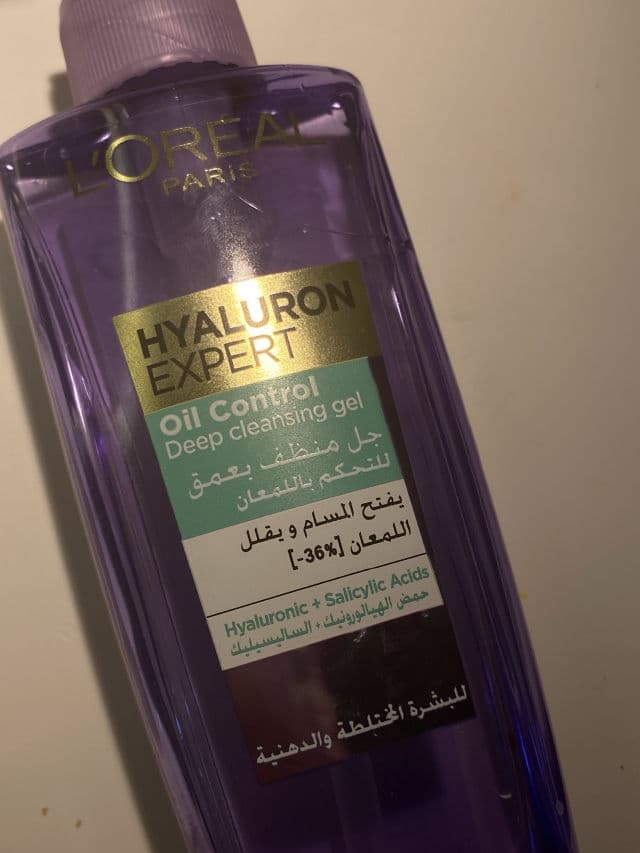 L'ORÉAL
PARIS
HYALURON
EXPERT
Oil Control
Deep cleansing gel
جل منظف بعمق
للتحكم باللمعان
يفتح المسام و يقلل
اللمعان [36%-]
Hyaluronic + Salicylic Acids
حمض الهيالورونيك + الساليسيليك
للبشرة المختلطة والدهنية